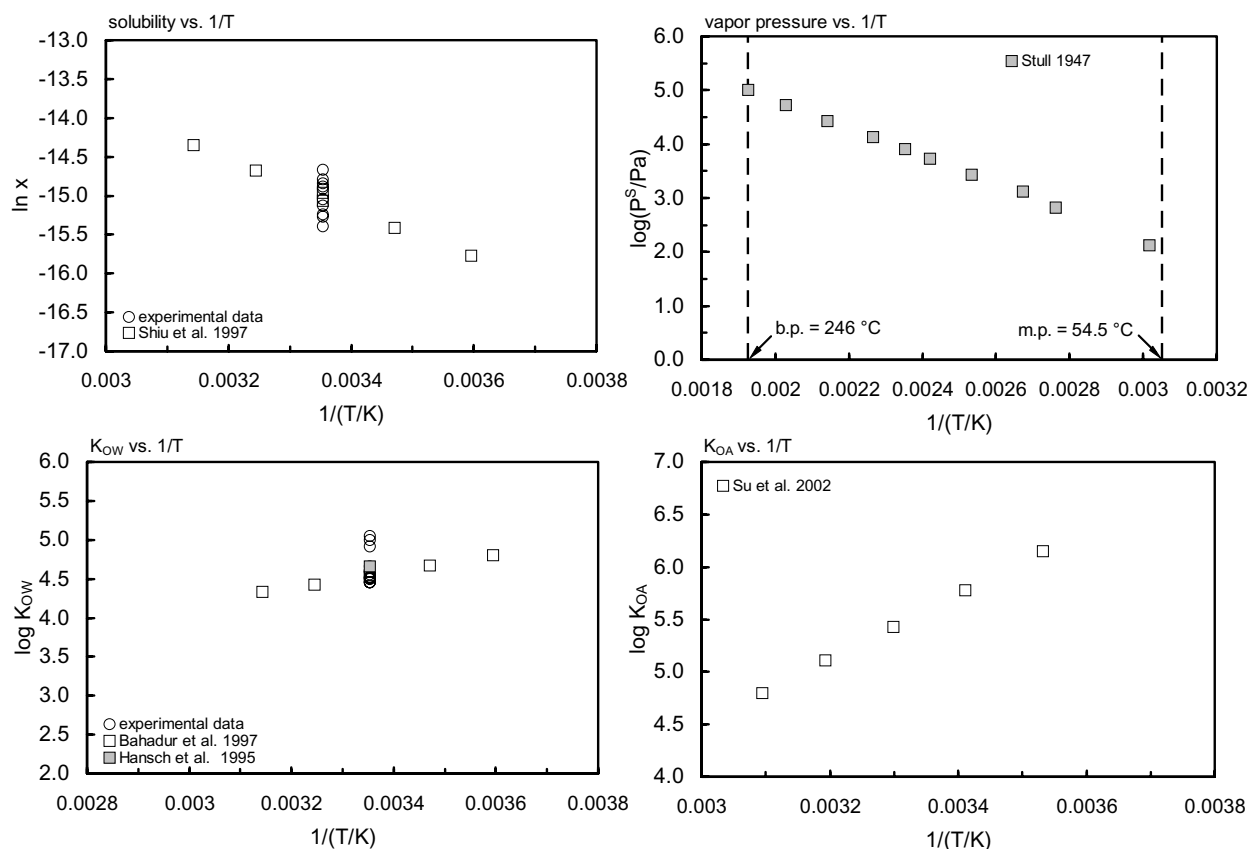 solubility vs. 1/T
-13.0
-13.5
-14.0
-14.5
-15.0
-15.5
-16.0
-16.5
-17.0
ln x
experimental data
Shiu et al. 1997
0.003 0.0032 0.0034 0.0036 0.0038
1/(T/K)
vapor pressure vs. 1/T
6.0
5.0
4.0
3.0
2.0
1.0
0.0
log(P^S/Pa)
Stull 1947
b.p. = 246 °C
m.p. = 54.5 °C
0.0018 0.002 0.0022 0.0024 0.0026 0.0028 0.003 0.0032
1/(T/K)
K_OW vs. 1/T
6.0
5.5
5.0
4.5
4.0
3.5
3.0
2.5
2.0
log K_OW
experimental data
Bahadur et al. 1997
Hansch et al. 1995
0.0028 0.003 0.0032 0.0034 0.0036 0.0038
1/(T/K)
K_OA vs. 1/T
7.0
6.5
6.0
5.5
5.0
4.5
4.0
log K_OA
Su et al. 2002
0.003 0.0032 0.0034 0.0036 0.0038
1/(T/K)